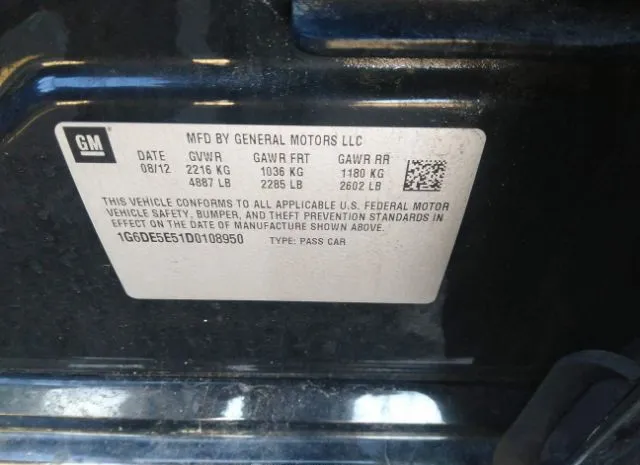 GM
MFD BY GENERAL MOTORS LLC
DATE GVWR GAWR FRT GAWR RR
08/12 2216 KG 1036 KG 1180 KG
4887 LB 2285 LB 2602 LB
THIS VEHICLE CONFORMS TO ALL APPLICABLE U.S. FEDERAL MOTOR
VEHICLE SAFETY, BUMPER, AND THEFT PREVENTION STANDARDS IN
EFFECT ON THE DATE OF MANUFACTURE SHOWN ABOVE.
1G6DE5E51D0108950 TYPE: PASS CAR